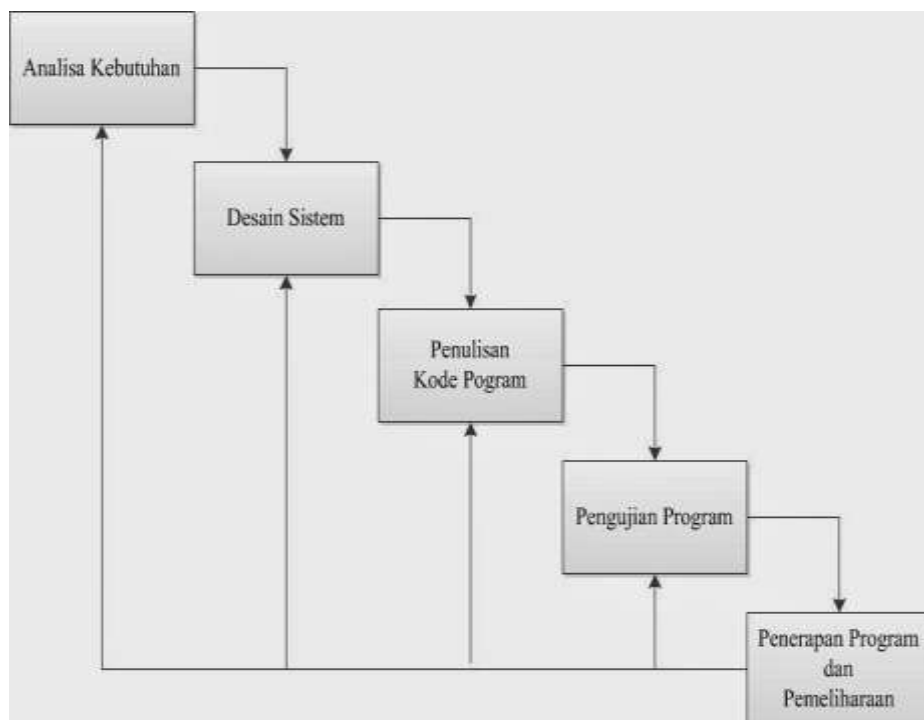 Analisa Kebutuhan
Desain Sistem
Penulisan
Kode Pogram
Pengujian Program
Penerapan Program
dan
Pemeliharaan